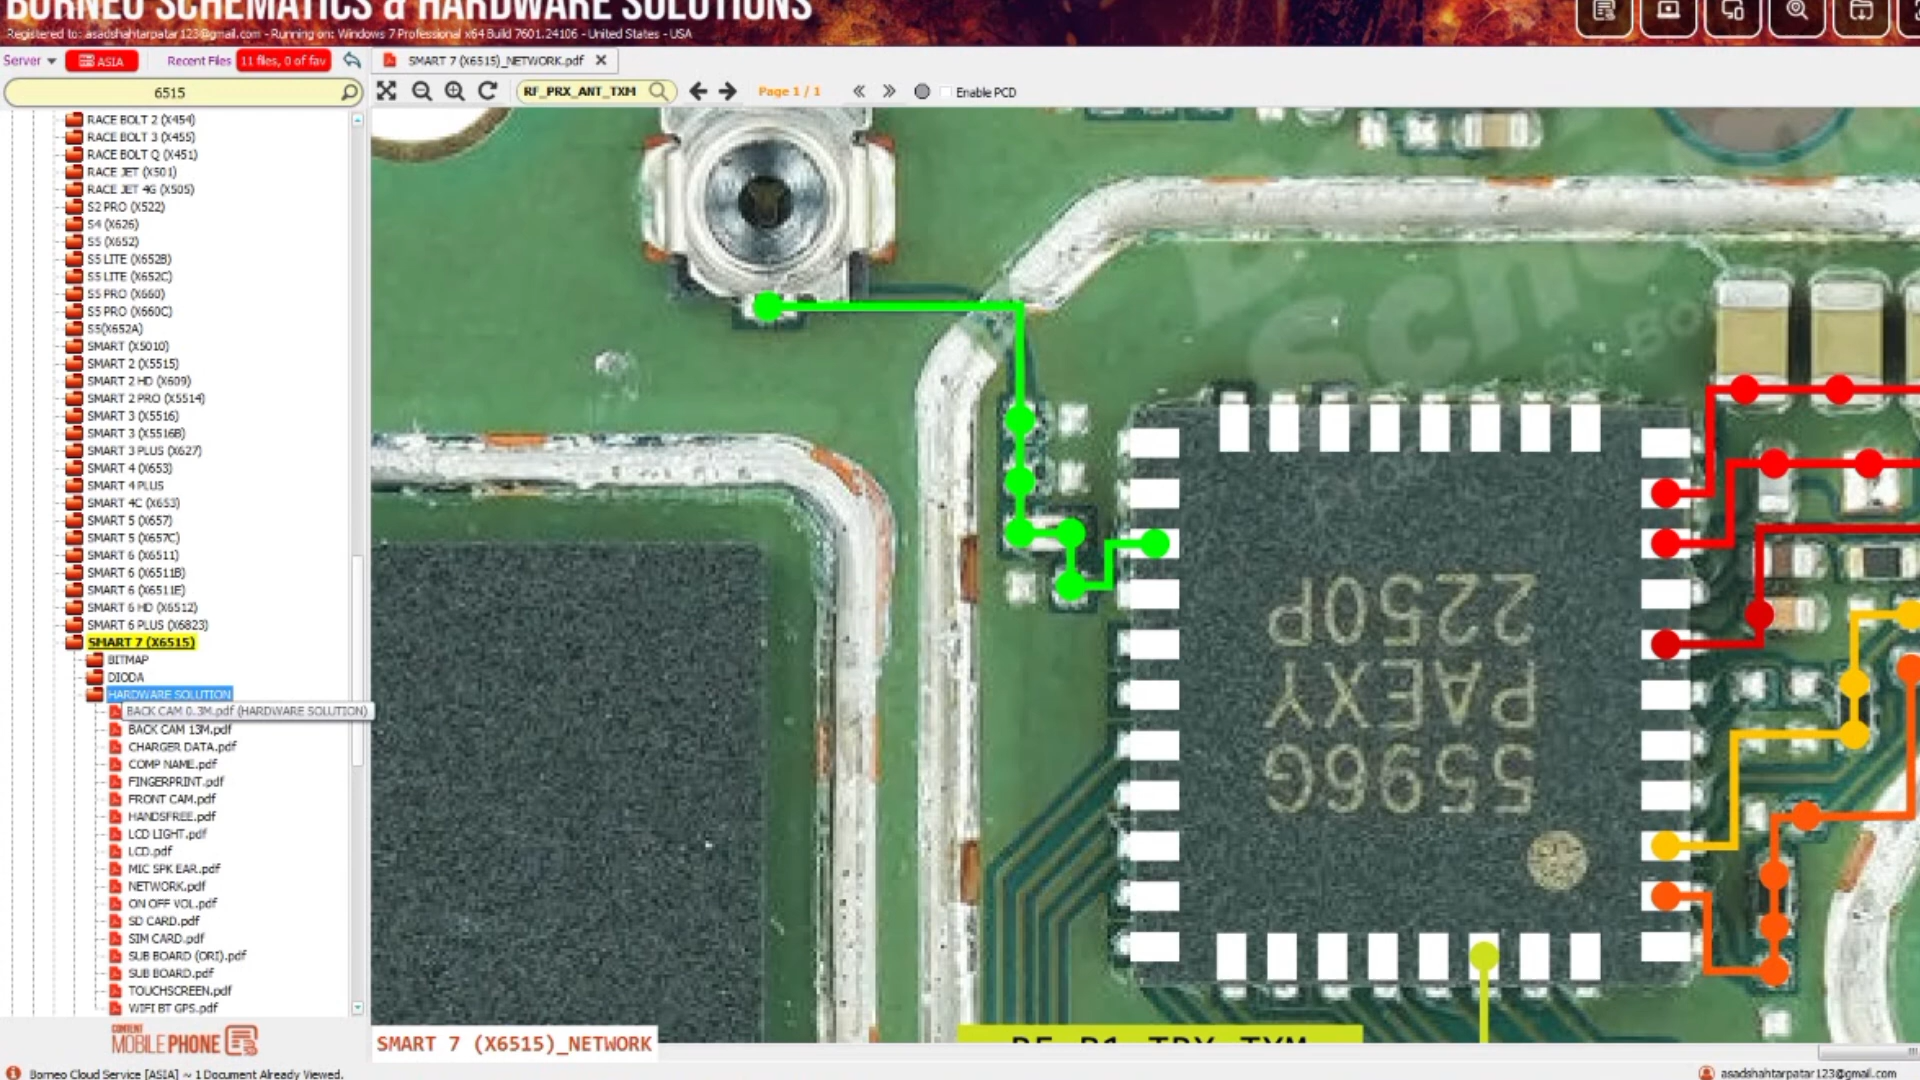 BORNEO SCHEMATICS & HARDWARE SOLUTIONS
Registered to: asadshahtarpatar123@gmail.com - Running on: Windows 7 Professional x64 Build 7601.24106 - United States - USA
Server
ASIA
Recent Files
11 files, 0 of fav
SMART 7 (X6515)_NETWORK.pdf
6515
RF_PRX_ANT_TXM
Page 1 / 1
Enable PCD
RACE BOLT 2 (X454)
RACE BOLT 3 (X455)
RACE BOLT Q (X451)
RACE JET (X501)
RACE JET 4G (X505)
S2 PRO (X522)
S4 (X626)
S5 (X652)
S5 LITE (X652B)
S5 LITE (X652C)
S5 PRO (X660)
S5 PRO (X660C)
S5(X652A)
SMART (X5010)
SMART 2 (X5515)
SMART 2 HD (X609)
SMART 2 PRO (X5514)
SMART 3 (X5516)
SMART 3 (X5516B)
SMART 3 PLUS (X627)
SMART 4 (X653)
SMART 4 PLUS
SMART 4C (X653)
SMART 5 (X657)
SMART 5 (X657C)
SMART 6 (X6511)
SMART 6 (X6511B)
SMART 6 (X6511E)
SMART 6 HD (X6512)
SMART 6 PLUS (X6823)
SMART 7 (X6515)
BITMAP
DIODA
HARDWARE SOLUTION
BACK CAM 0.3M.pdf (HARDWARE SOLUTION)
BACK CAM 13M.pdf
CHARGER DATA.pdf
COMP NAME.pdf
FINGERPRINT.pdf
FRONT CAM.pdf
HANDSFREE.pdf
LCD LIGHT.pdf
LCD.pdf
MIC SPK EAR.pdf
NETWORK.pdf
ON OFF VOL.pdf
SD CARD.pdf
SIM CARD.pdf
SUB BOARD (ORI).pdf
SUB BOARD.pdf
TOUCHSCREEN.pdf
WIFI BT GPS.pdf
5596G
PAEXY
2250P
CONTENT
MOBILE PHONE
SMART 7 (X6515)_NETWORK
Borneo Cloud Service [ASIA] ~ 1 Document Already Viewed.
asadshahtarpatar123@gmail.com